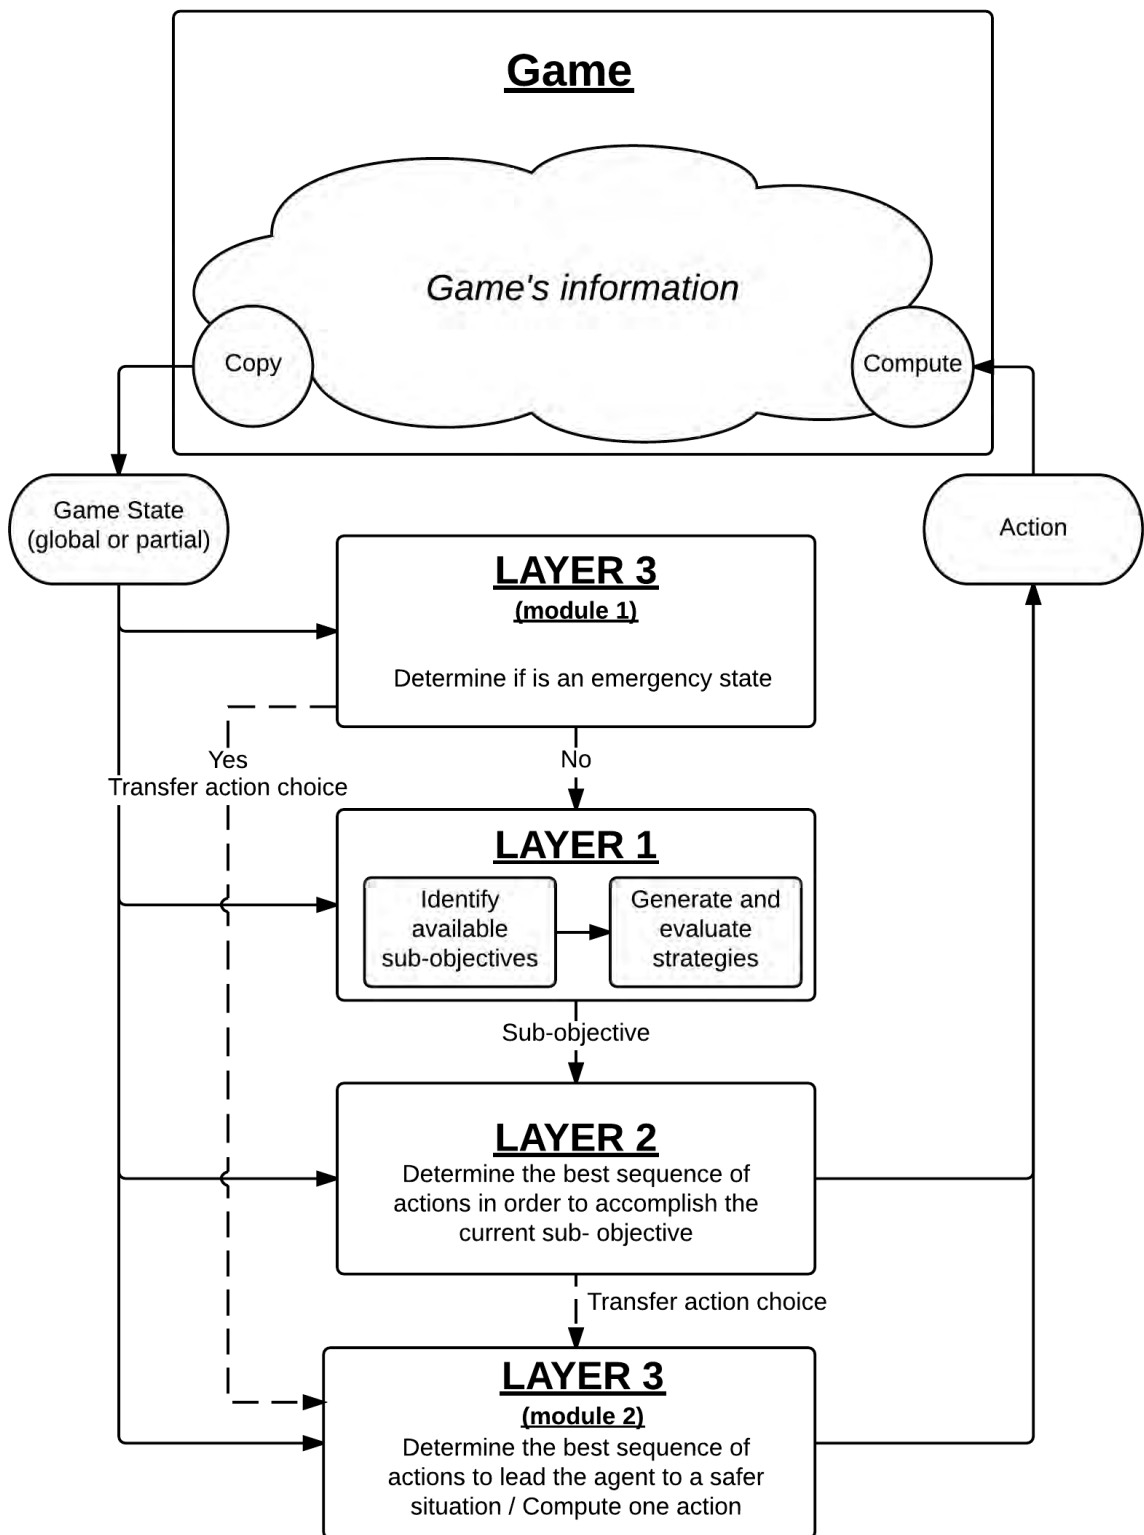 Game
Game's information
Copy
Compute
Game State
(global or partial)
Action
LAYER 3
(module 1)
Determine if is an emergency state
Yes
Transfer action choice
No
LAYER 1
Identify
available
sub-objectives
Generate and
evaluate
strategies
Sub-objective
LAYER 2
Determine the best sequence of
actions in order to accomplish the
current sub- objective
Transfer action choice
LAYER 3
(module 2)
Determine the best sequence of
actions to lead the agent to a safer
situation / Compute one action